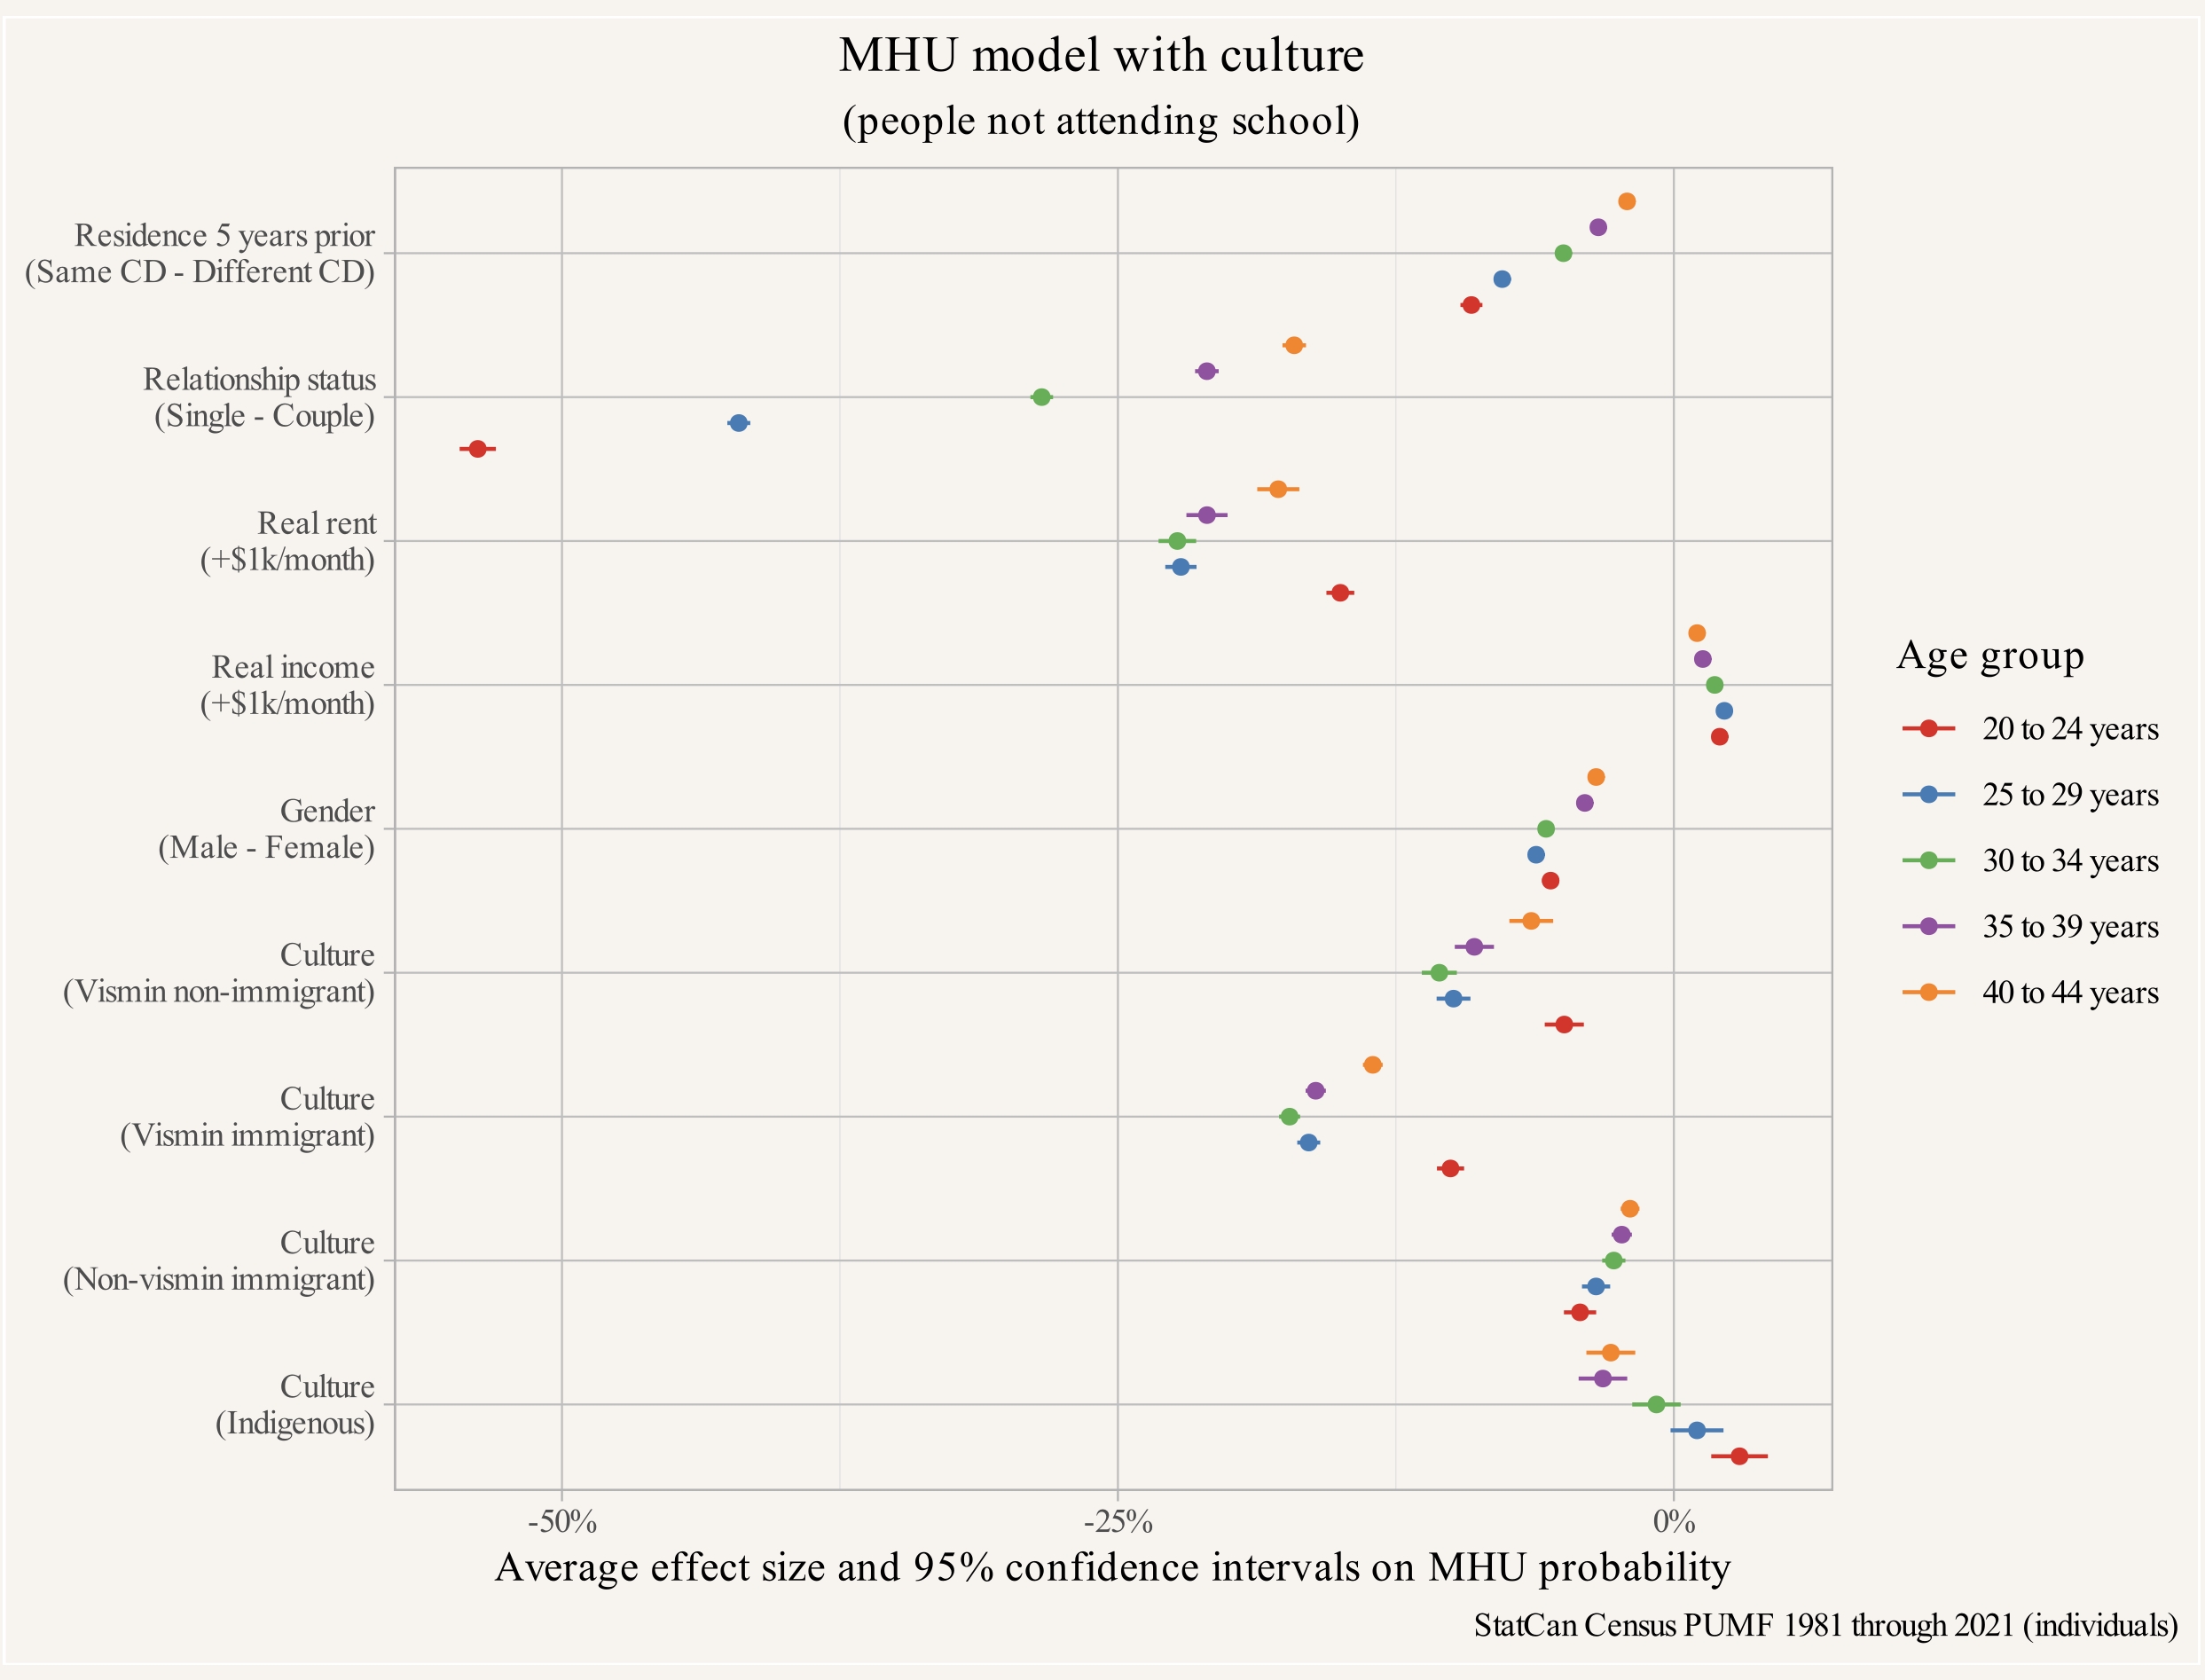 MHU model with culture
(people not attending school)
Residence 5 years prior
(Same CD - Different CD)
Relationship status
(Single - Couple)
Real rent
(+$1k/month)
Real income
(+$1k/month)
Gender
(Male - Female)
Culture
(Vismin non-immigrant)
Culture
(Vismin immigrant)
Culture
(Non-vismin immigrant)
Culture
(Indigenous)
-50%
-25%
0%
Average effect size and 95% confidence intervals on MHU probability
Age group
20 to 24 years
25 to 29 years
30 to 34 years
35 to 39 years
40 to 44 years
StatCan Census PUMF 1981 through 2021 (individuals)